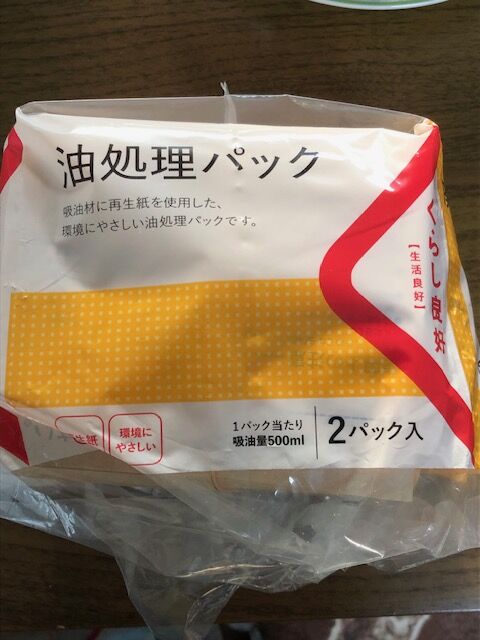 油処理パック
吸油材に再生紙を使用した、
環境にやさしい油処理パックです。
くらし良好
【生活良好】
生紙
環境に
やさしい
1パック当たり
吸油量500ml
2パック入